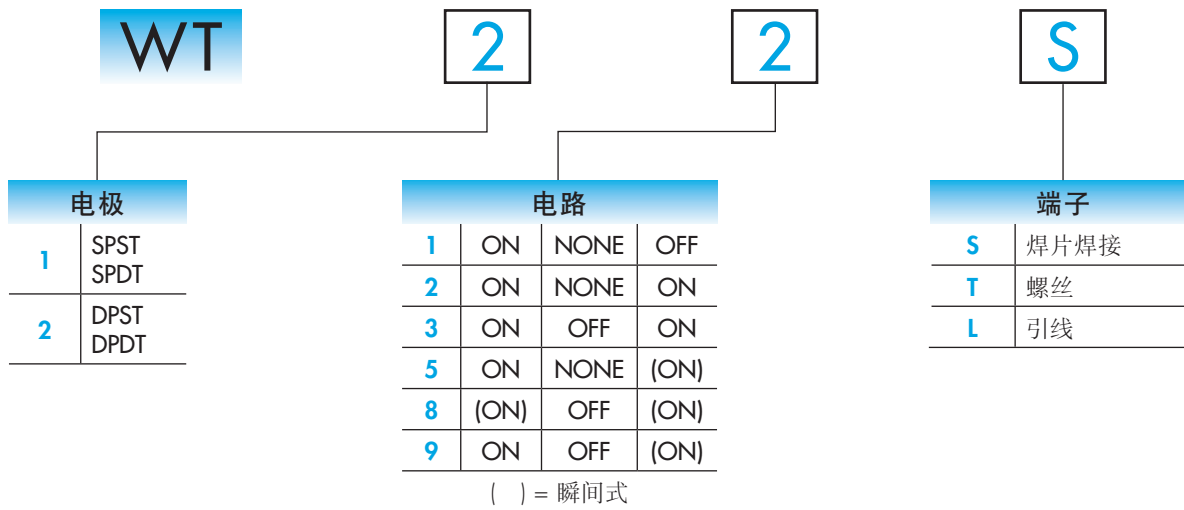 WT 2 2 S
电极
1 SPST
SPDT
2 DPST
DPDT
电路
1 ON NONE OFF
2 ON NONE ON
3 ON OFF ON
5 ON NONE (ON)
8 (ON) OFF (ON)
9 ON OFF (ON)
( ) = 瞬间式
端子
S 焊片焊接
T 螺丝
L 引线